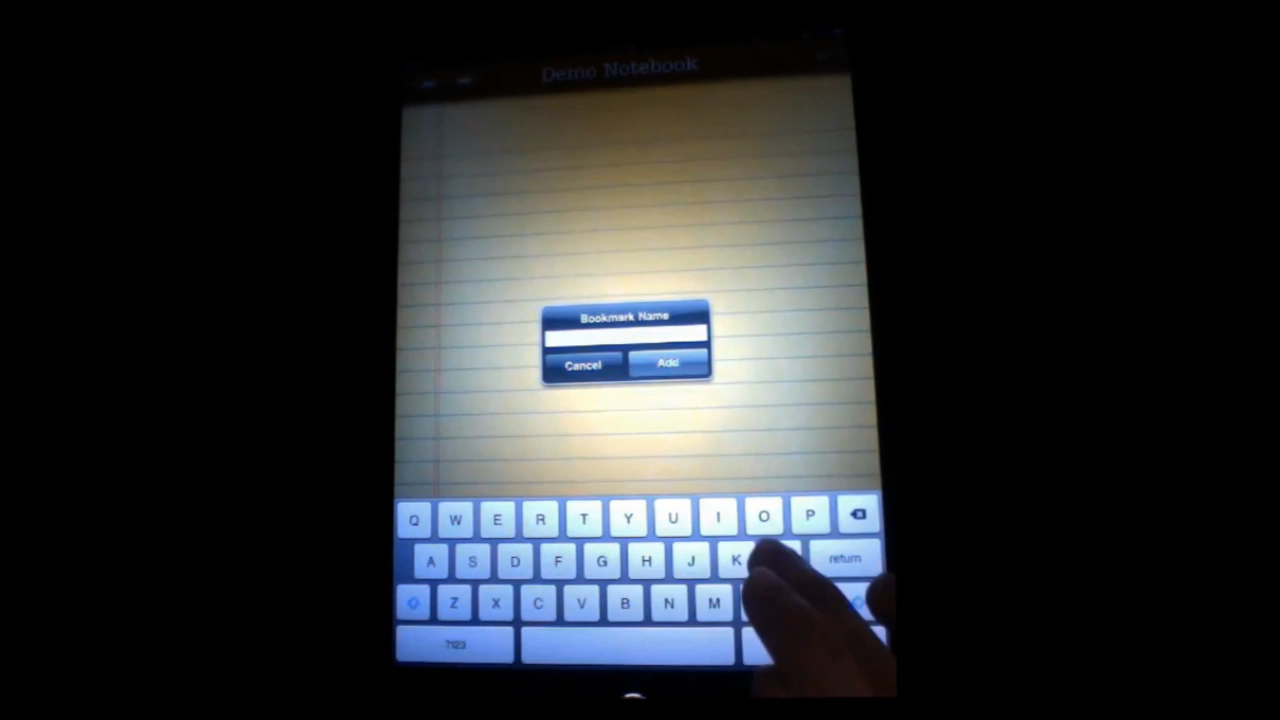 Demo Notebook
Bookmark Name
Cancel Add
Q W E R T Y U I O P
A S D F G H J K return
Z X C V B N M
?123